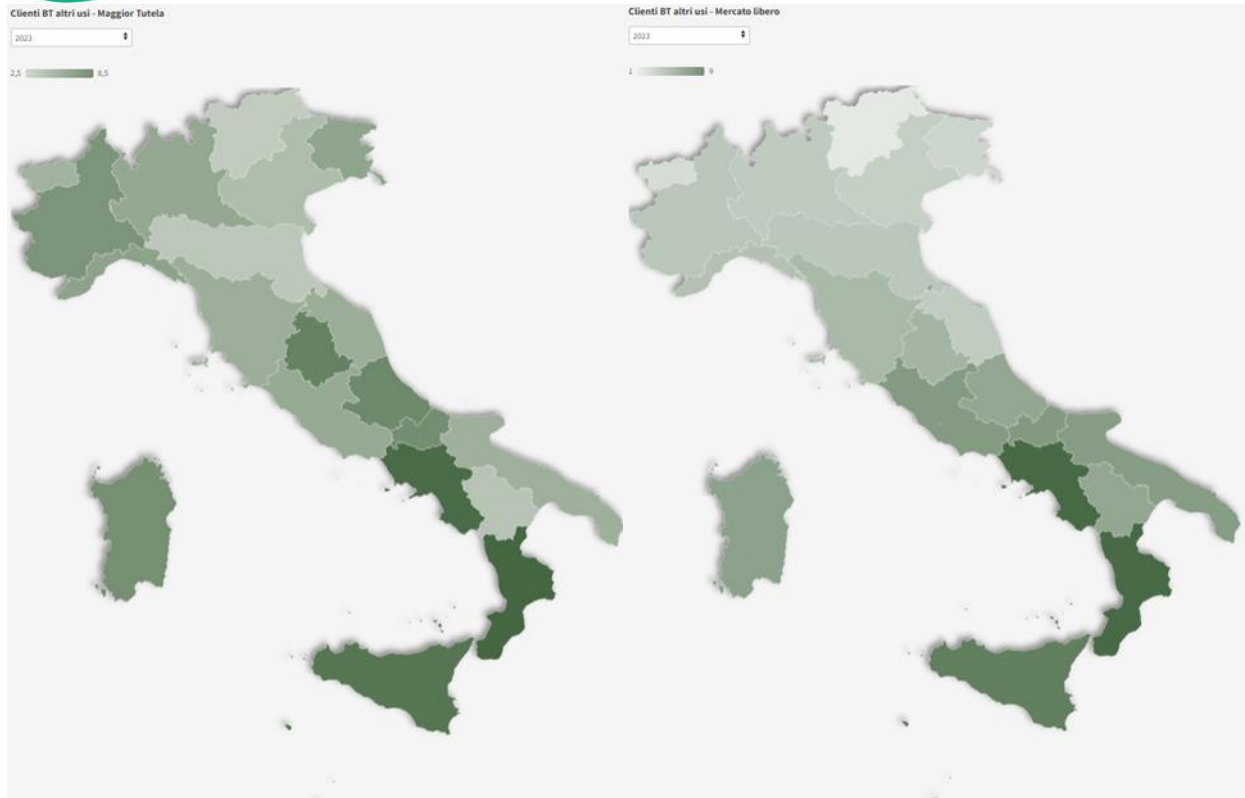 Clienti BT altri usi - Maggior Tutela
2023
2,5 8,5
Clienti BT altri usi - Mercato libero
2023
1 9